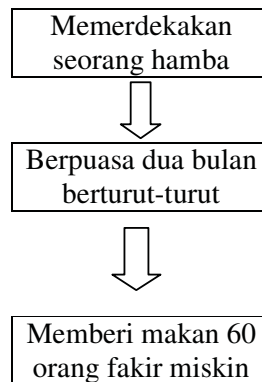 Memerdekakan
seorang hamba
Berpuasa dua bulan
berturut-turut
Memberi makan 60
orang fakir miskin